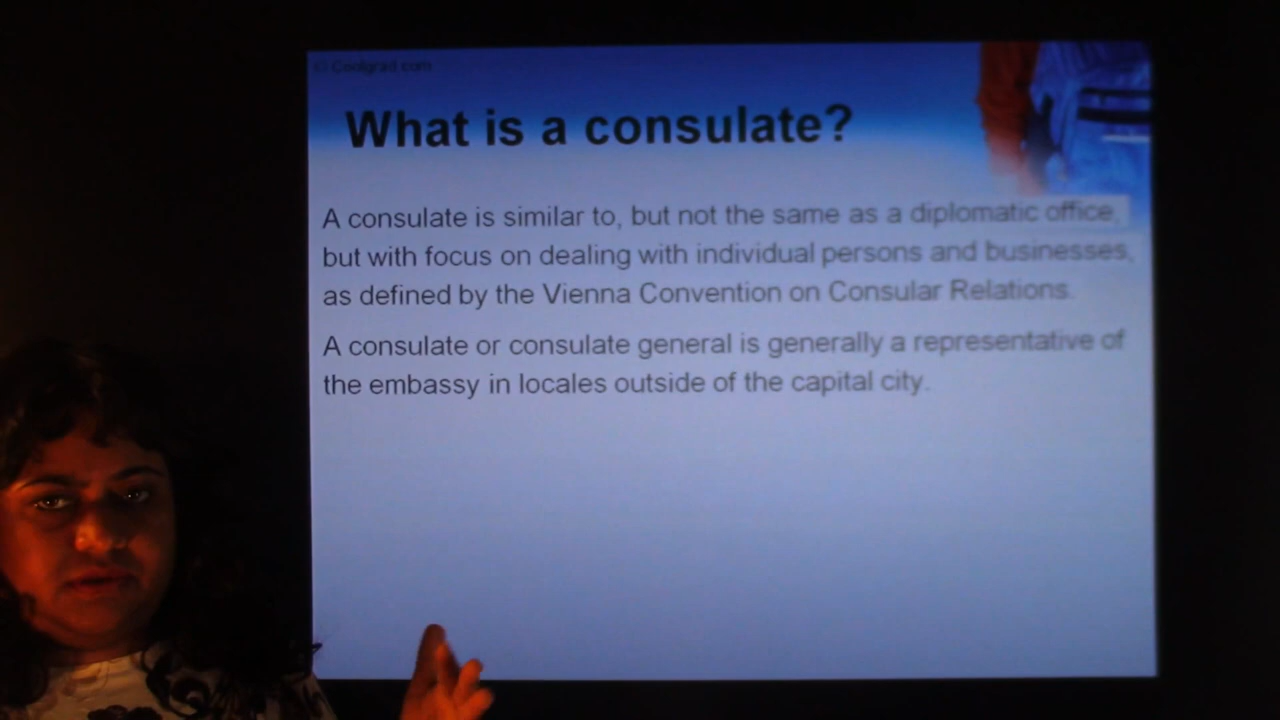 © Coolgrad.com
What is a consulate?
A consulate is similar to, but not the same as a diplomatic office,
but with focus on dealing with individual persons and businesses,
as defined by the Vienna Convention on Consular Relations.
A consulate or consulate general is generally a representative of
the embassy in locales outside of the capital city.